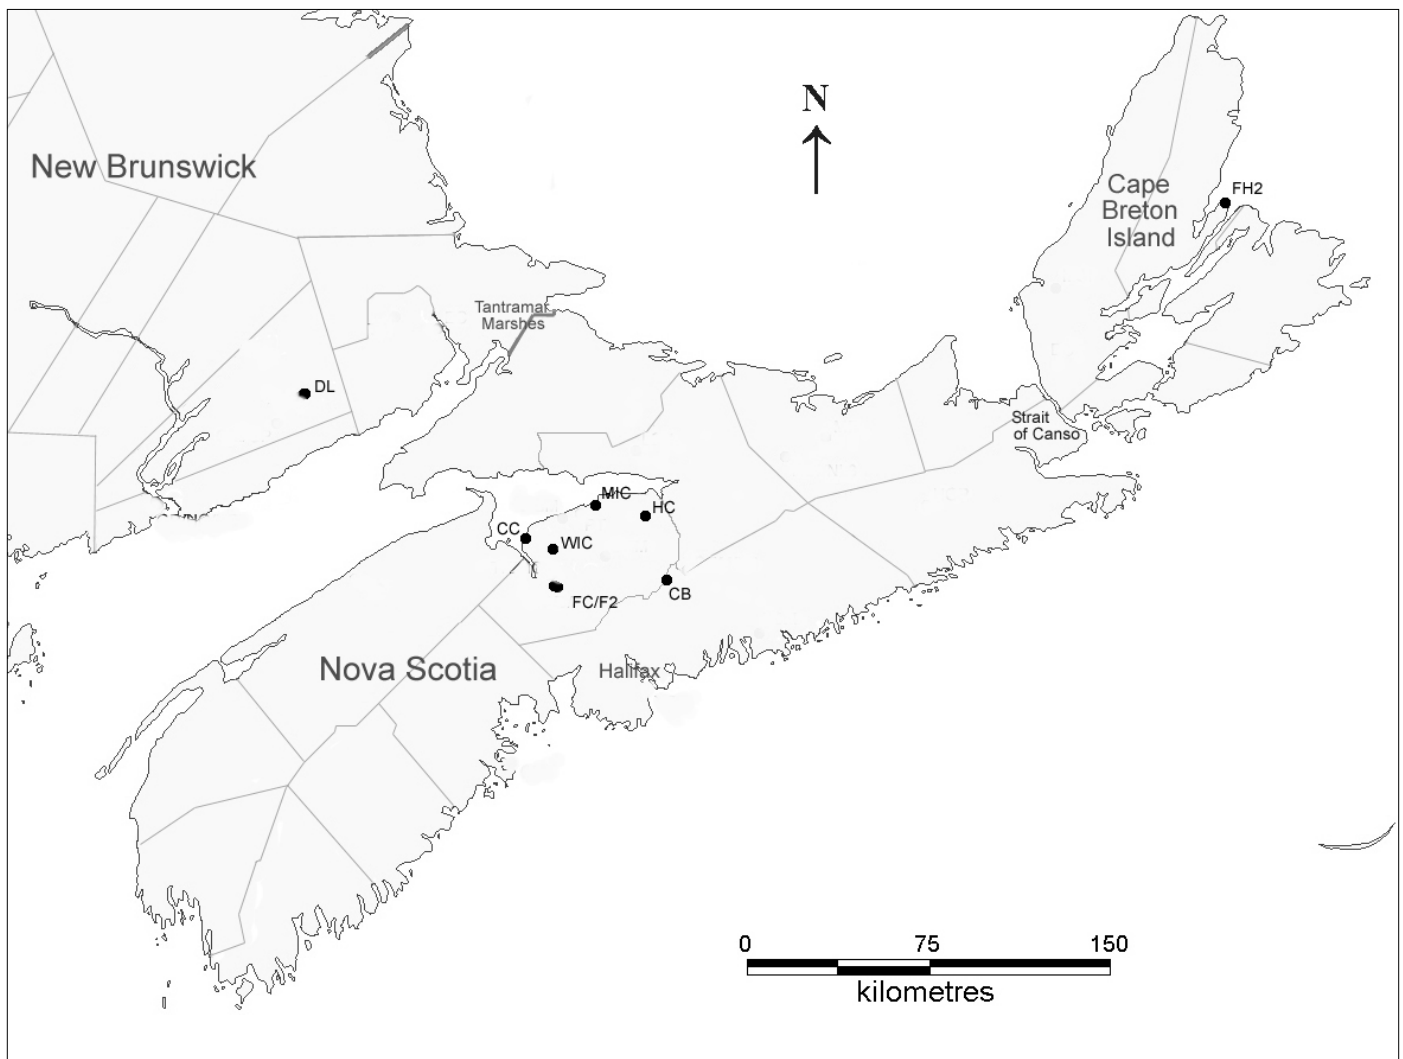 N
New Brunswick
Cape
Breton
Island
FH2
Tantramar
Marshes
DL
Strait
of Canso
MIC
HC
CC
WIC
FC/F2
CB
Nova Scotia
Halifax
0 75 150
kilometres